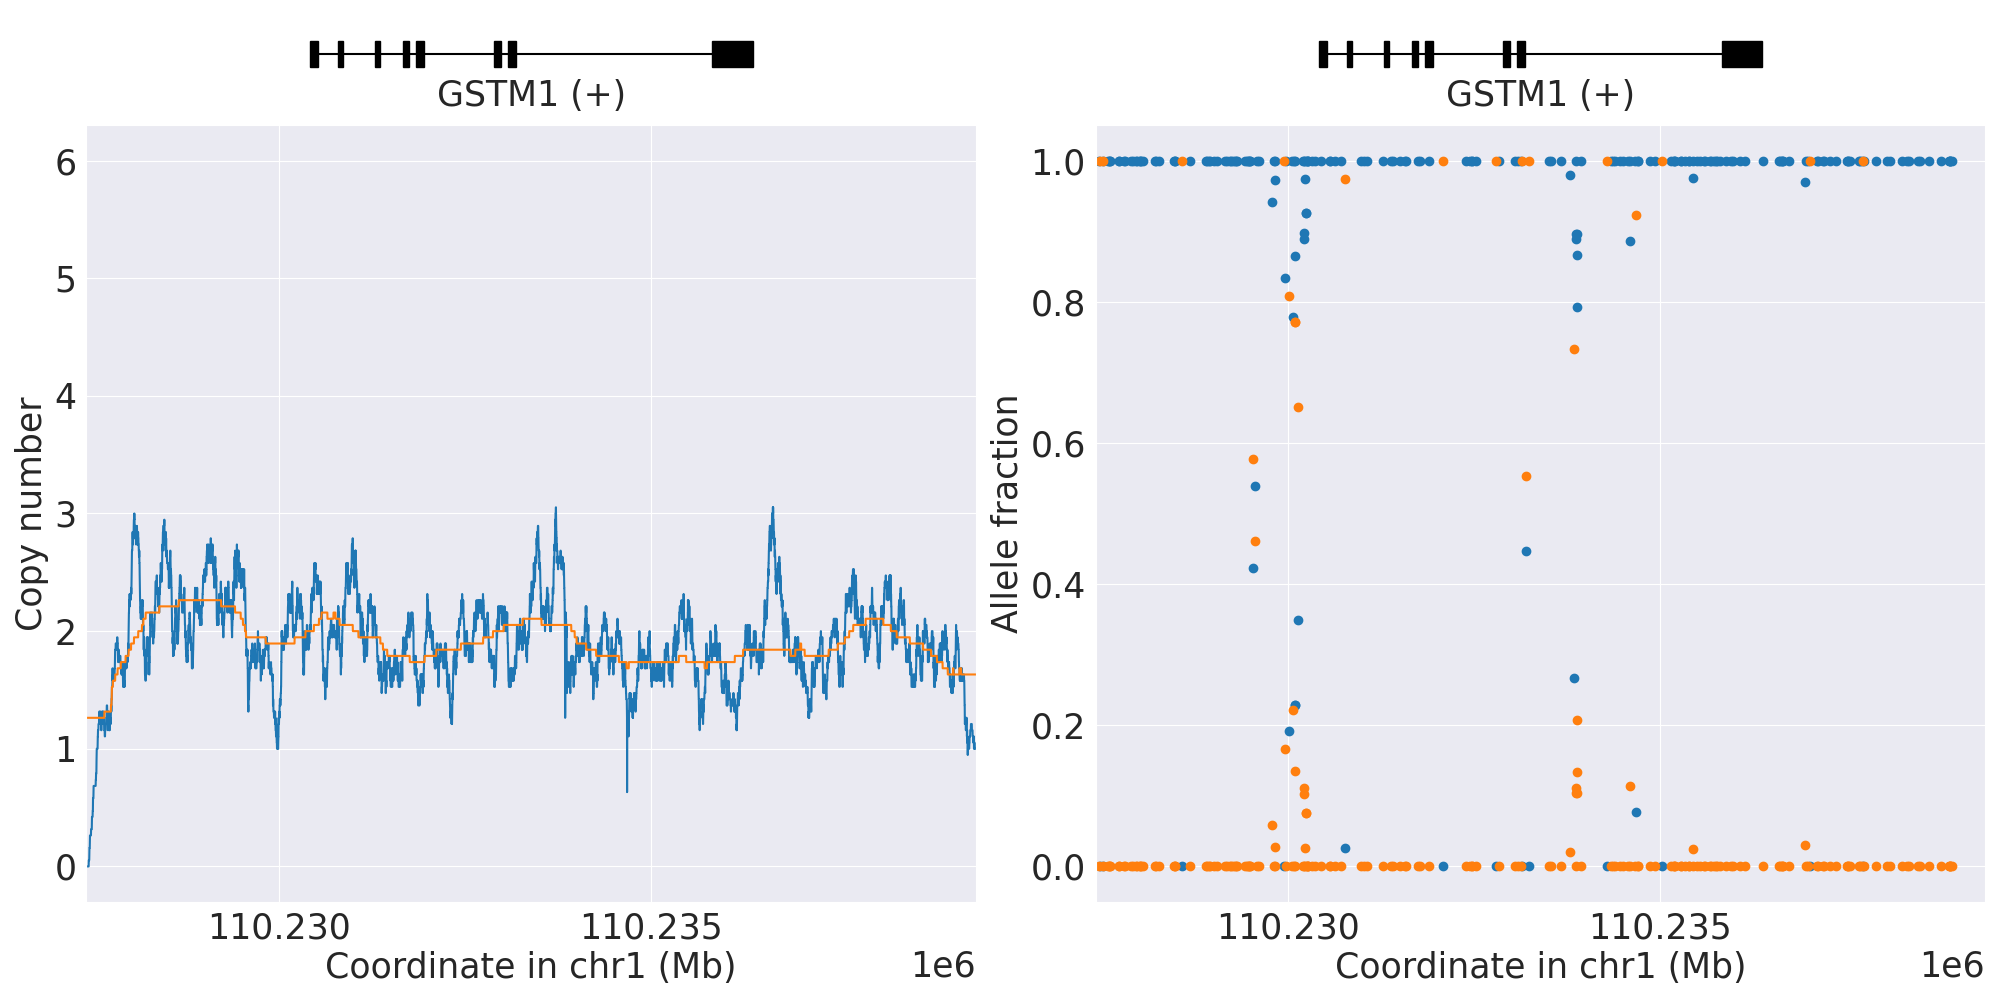 GSTM1 (+)
6
5
4
3
2
1
0
Copy number
110.230
110.235
Coordinate in chr1 (Mb)
1e6
GSTM1 (+)
1.0
0.8
0.6
0.4
0.2
0.0
Allele fraction
110.230
110.235
Coordinate in chr1 (Mb)
1e6